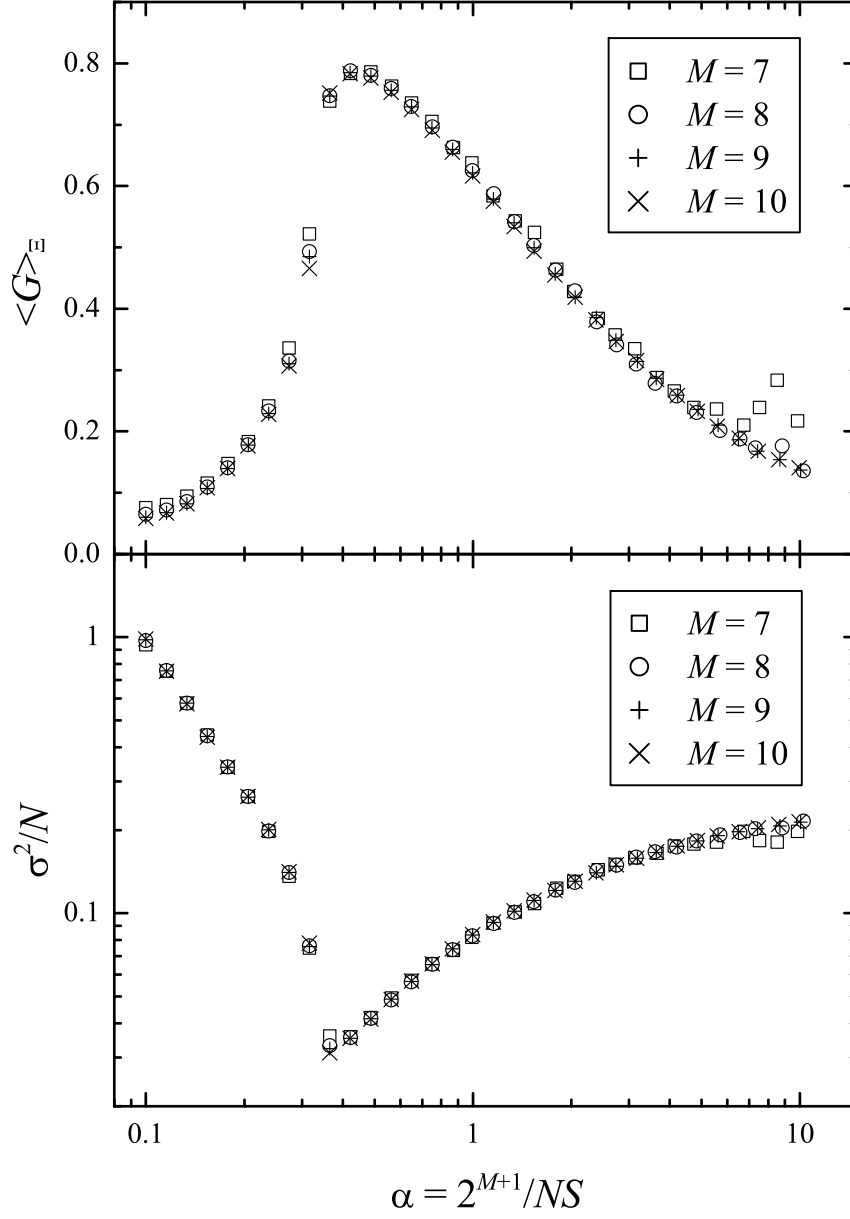 0.8
0.6
0.4
0.2
0.0
<G>Ξ
M = 7
M = 8
M = 9
M = 10
1
0.1
σ²/N
M = 7
M = 8
M = 9
M = 10
0.1 1 10
α = 2^{M+1}/NS